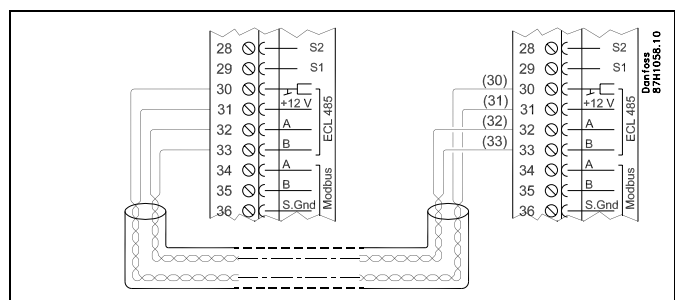 28 S2
29 S1
30
31 +12 V
32 A
33 B
ECL 485
34 A
35 B
36 S.Gnd
Modbus
(30)
(31)
(32)
(33)
28 S2
29 S1
30
31 +12 V
32 A
33 B
ECL 485
34 A
35 B
36 S.Gnd
Modbus
Danfoss
87H1058.10